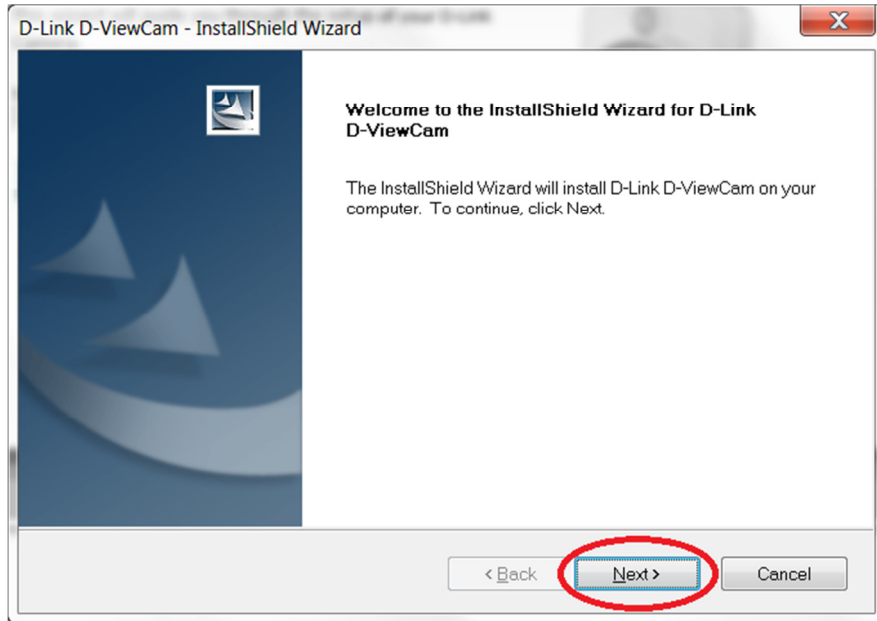 D-Link D-ViewCam - InstallShield Wizard
Welcome to the InstallShield Wizard for D-Link
D-ViewCam
The InstallShield Wizard will install D-Link D-ViewCam on your
computer. To continue, click Next.
< Back
Next >
Cancel